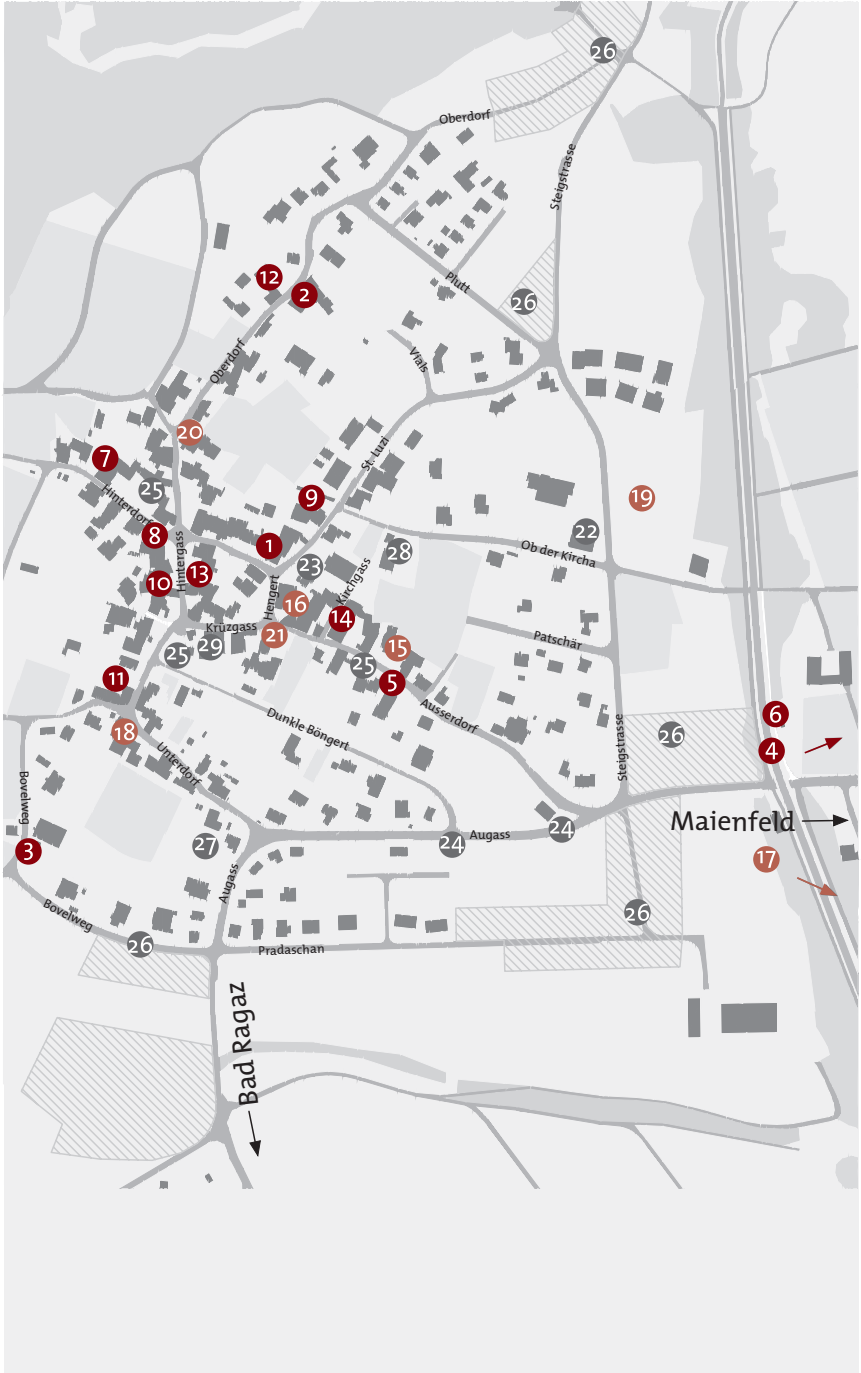 26
Oberdorf
Steigstrasse
12
2
Plutt
26
Oberdorf
Vials
20
St. Luzi
7
25
Hinterdorf
9
19
8
Hintergass
1
22
28
Ob der Kircha
10
13
23
Kirchgass
Hengert
16
14
Krüzgass
21
Patschär
25
29
15
25
5
11
Ausserdorf
6
18
Dunkle Böngert
26
4
Steigstrasse
Unterdorf
Bovelweg
Maienfeld
24
Augass
24
27
3
17
Augass
Bovelweg
26
26
Pradaschan
Bad Ragaz